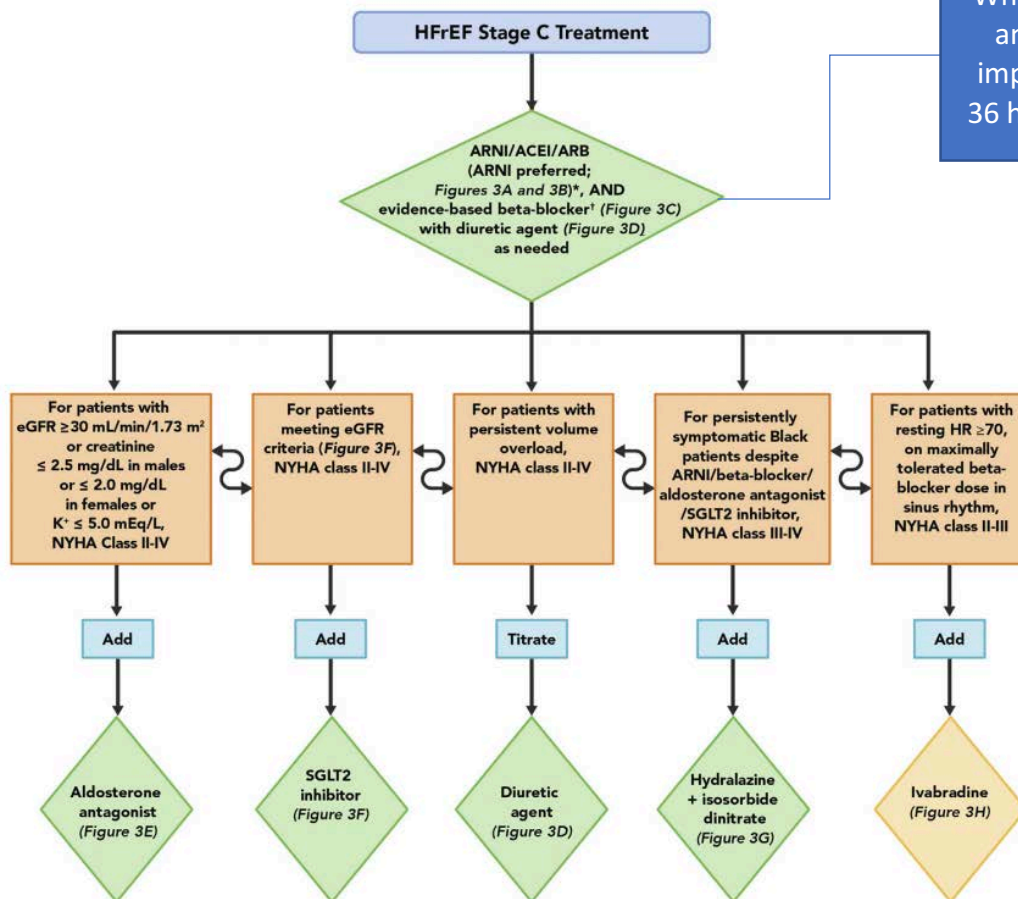 HFrEF Stage C Treatment
36 h
ARNI/ACEI/ARB
(ARNI preferred;
Figures 3A and 3B)*, AND
evidence-based beta-blocker† (Figure 3C)
with diuretic agent (Figure 3D)
as needed
For patients with
eGFR ≥30 mL/min/1.73 m²
or creatinine
≤ 2.5 mg/dL in males
or ≤ 2.0 mg/dL
in females or
K⁺ ≤ 5.0 mEq/L,
NYHA Class II-IV
For patients
meeting eGFR
criteria (Figure 3F),
NYHA class II-IV
For patients with
persistent volume
overload,
NYHA class II-IV
For persistently
symptomatic Black
patients despite
ARNI/beta-blocker/
aldosterone antagonist
/SGLT2 inhibitor,
NYHA class III-IV
For patients with
resting HR ≥70,
on maximally
tolerated beta-
blocker dose in
sinus rhythm,
NYHA class II-III
Add
Add
Titrate
Add
Add
Aldosterone
antagonist
(Figure 3E)
SGLT2
inhibitor
(Figure 3F)
Diuretic
agent
(Figure 3D)
Hydralazine
+ isosorbide
dinitrate
(Figure 3G)
Ivabradine
(Figure 3H)